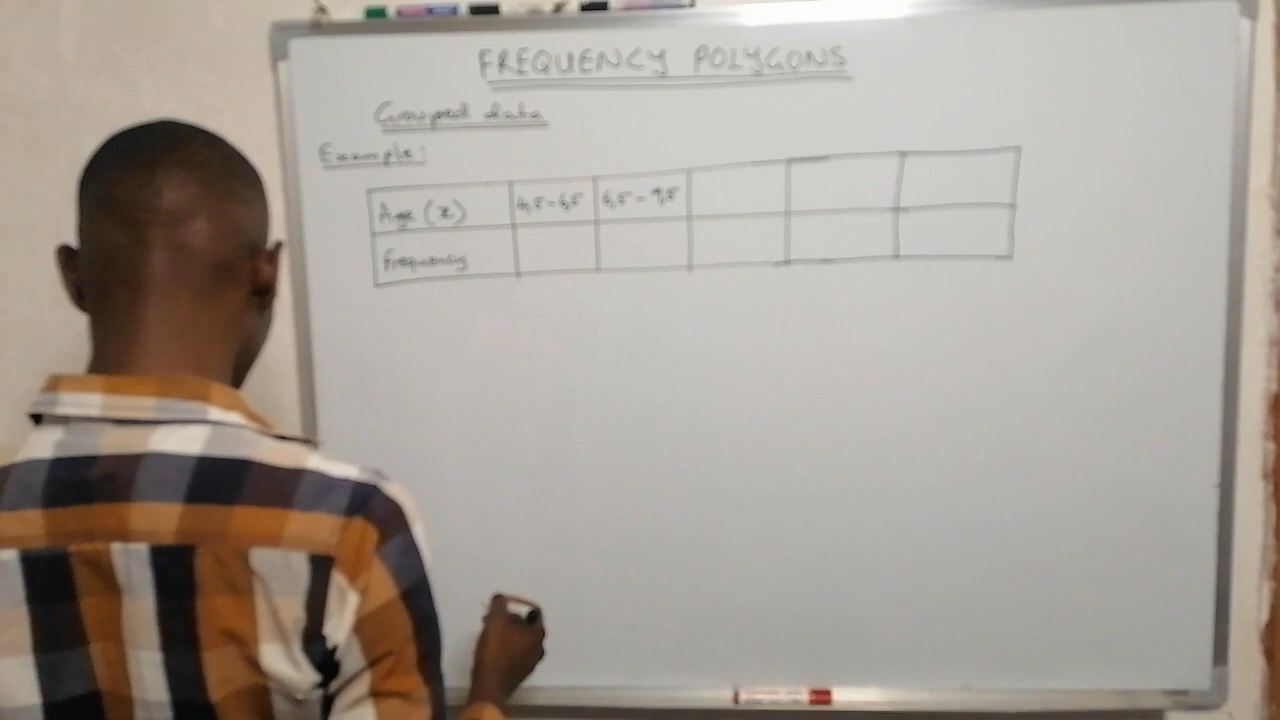 FREQUENCY POLYGONS
Grouped data
Example:
Age (x) 4,5-6,5 6,5-9,5
Frequency